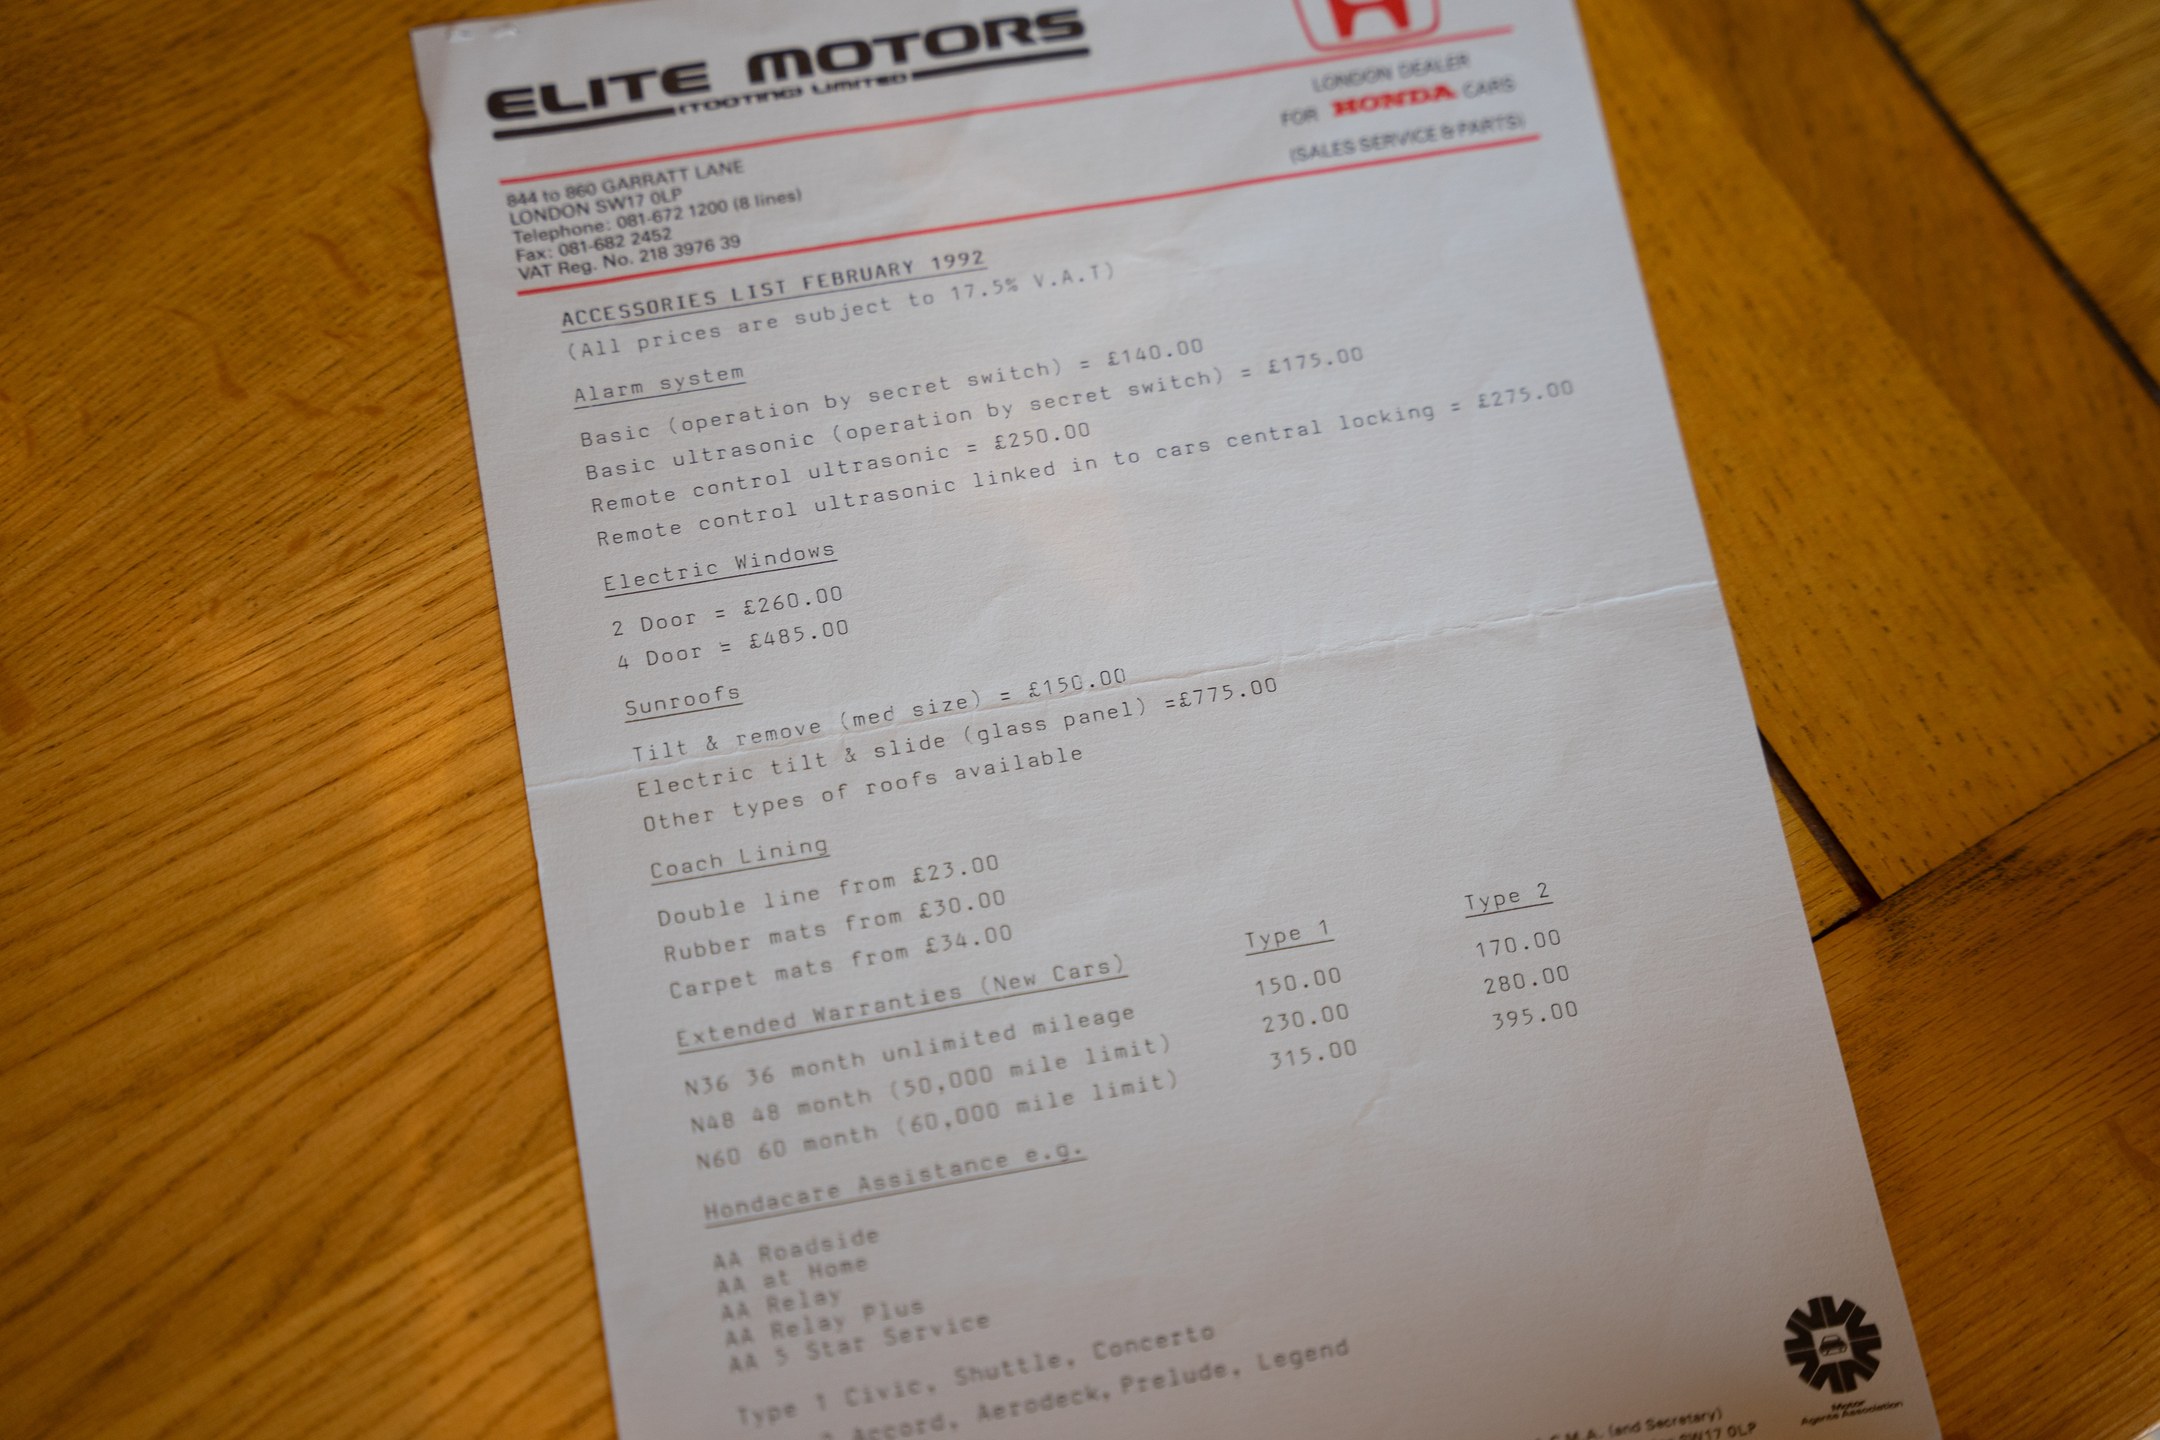 ELITE MOTORS
(TOOTING) LIMITED
LONDON DEALER
FOR HONDA CARS
(SALES SERVICE & PARTS)
844 to 860 GARRATT LANE
LONDON SW17 0LP
Telephone: 081-672 1200 (8 lines)
Fax: 081-682 2452
VAT Reg. No. 218 3976 39
ACCESSORIES LIST FEBRUARY 1992
(All prices are subject to 17.5% V.A.T)
Alarm system
Basic (operation by secret switch) = £140.00
Basic ultrasonic (operation by secret switch) = £175.00
Remote control ultrasonic = £250.00
Remote control ultrasonic linked in to cars central locking = £275.00
Electric Windows
2 Door = £260.00
4 Door = £485.00
Sunroofs
Tilt & remove (med size) = £150.00
Electric tilt & slide (glass panel) =£775.00
Other types of roofs available
Coach Lining
Double line from £23.00
Rubber mats from £30.00
Carpet mats from £34.00
Extended Warranties (New Cars) Type 1 Type 2
N36 36 month unlimited mileage 150.00 170.00
N48 48 month (50,000 mile limit) 230.00 280.00
N60 60 month (60,000 mile limit) 315.00 395.00
Hondacare Assistance e.g.
AA Roadside
AA at Home
AA Relay
AA Relay Plus
AA 5 Star Service
Type 1 Civic, Shuttle, Concerto
Accord, Aerodeck, Prelude, Legend
Motor
Agents Association
(and Secretary)
SW17 0LP